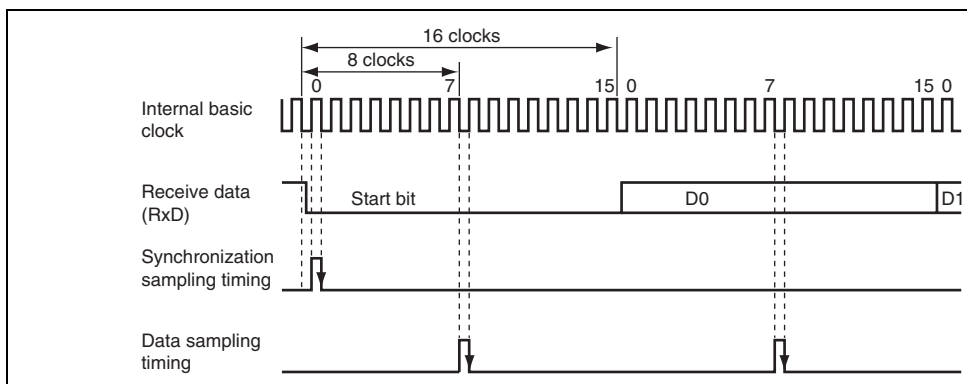 16 clocks
8 clocks
0 7 15 0 7 15 0
Internal basic
clock
Receive data
(RxD)
Start bit D0 D1
Synchronization
sampling timing
Data sampling
timing